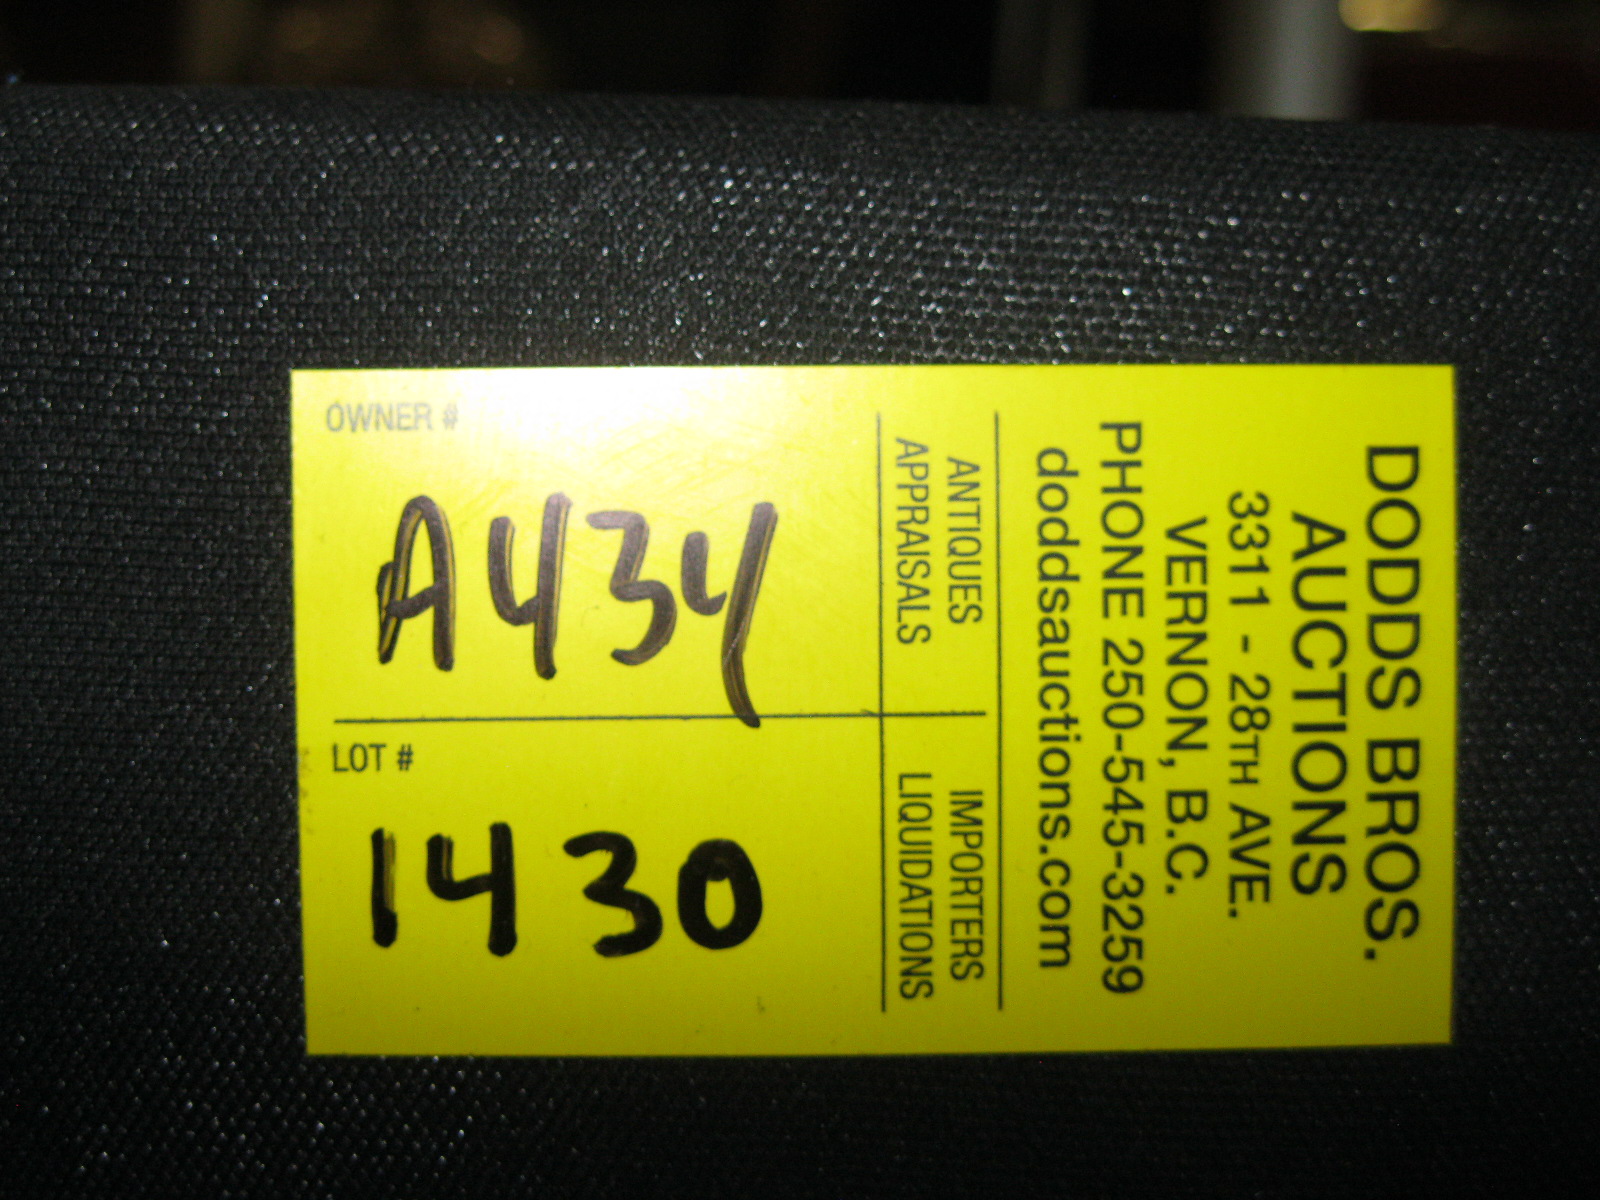 DODDS BROS.
AUCTIONS
3311 - 28TH AVE.
VERNON, B.C.
PHONE 250-545-3259
doddsauctions.com
ANTIQUES
APPRAISALS
IMPORTERS
LIQUIDATIONS
OWNER #
A434
LOT #
1430